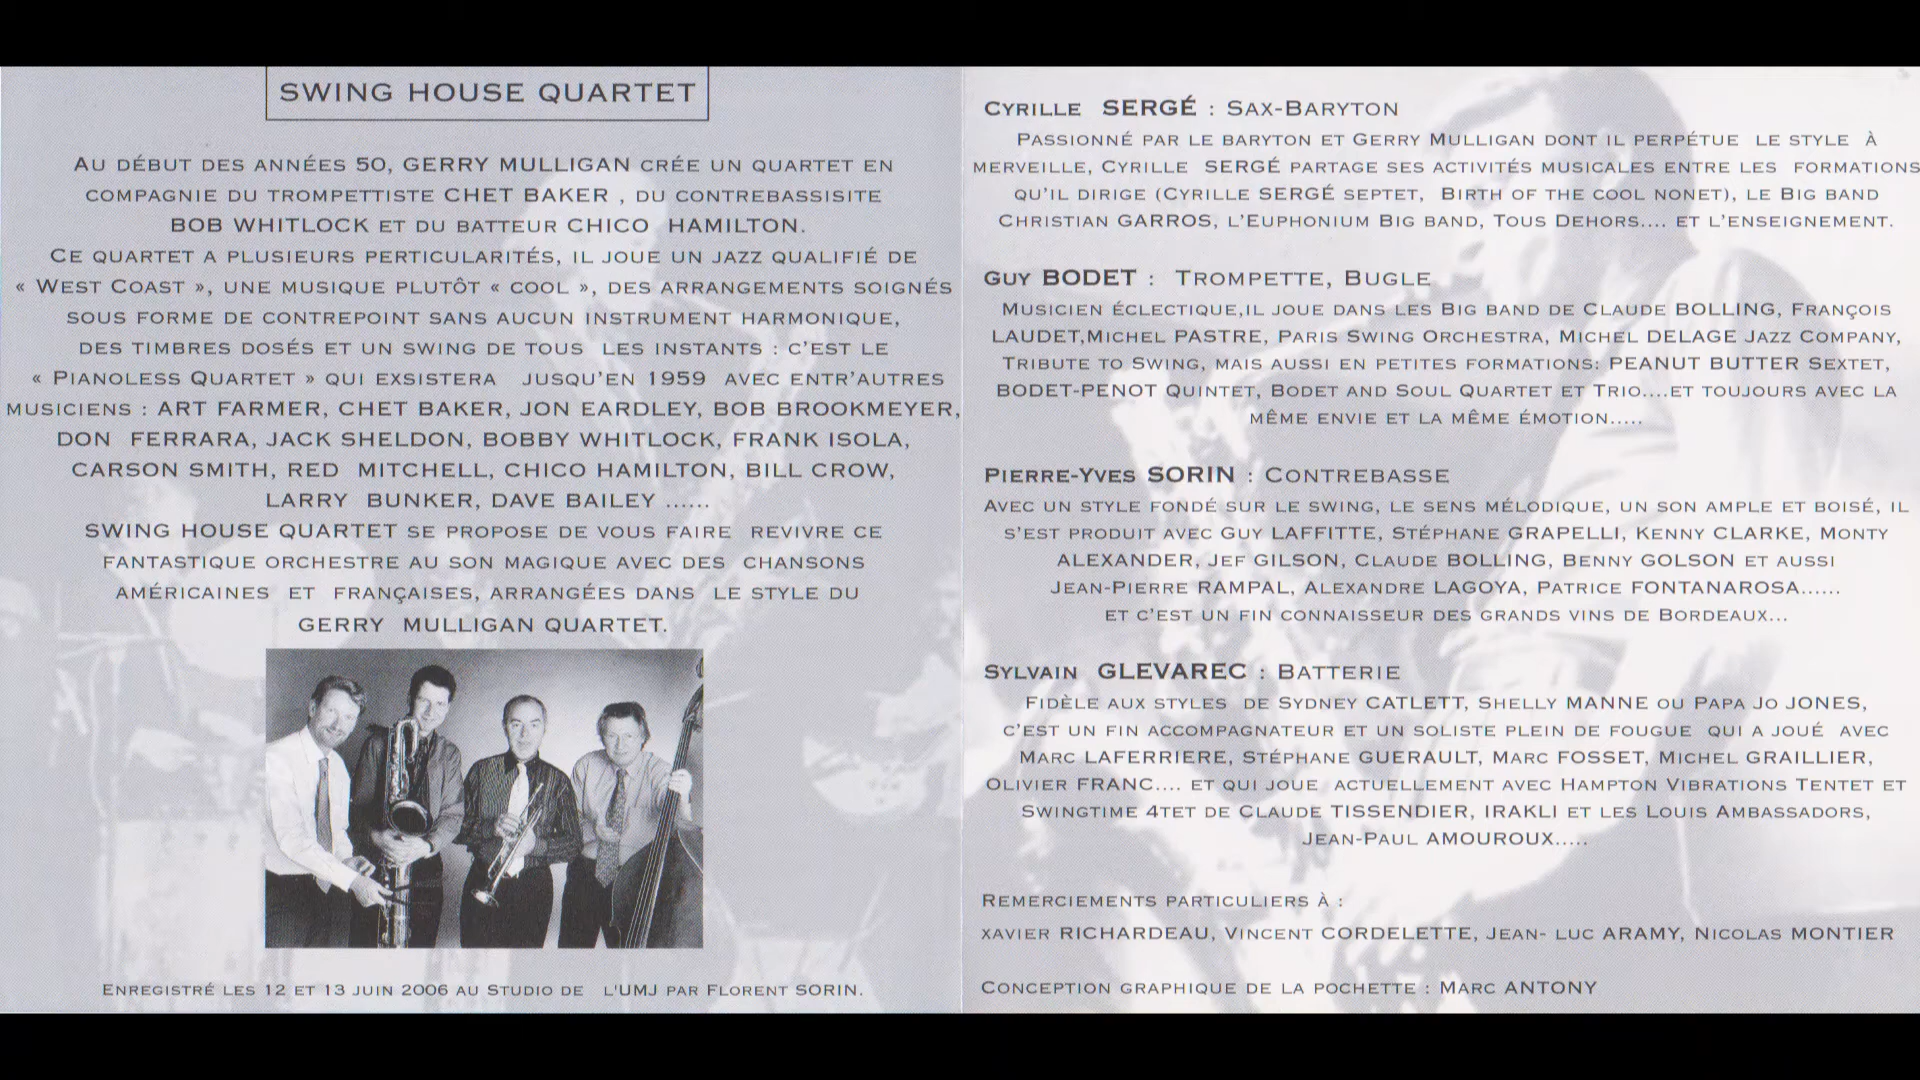 SWING HOUSE QUARTET
AU DÉBUT DES ANNÉES 50, GERRY MULLIGAN CRÉE UN QUARTET EN
COMPAGNIE DU TROMPETTISTE CHET BAKER , DU CONTREBASSISITE
BOB WHITLOCK ET DU BATTEUR CHICO HAMILTON.
CE QUARTET A PLUSIEURS PERTICULARITÉS, IL JOUE UN JAZZ QUALIFIÉ DE
« WEST COAST », UNE MUSIQUE PLUTÔT « COOL », DES ARRANGEMENTS SOIGNÉS
SOUS FORME DE CONTREPOINT SANS AUCUN INSTRUMENT HARMONIQUE,
DES TIMBRES DOSÉS ET UN SWING DE TOUS LES INSTANTS : C'EST LE
« PIANOLESS QUARTET » QUI EXSISTERA JUSQU'EN 1959 AVEC ENTR'AUTRES
MUSICIENS : ART FARMER, CHET BAKER, JON EARDLEY, BOB BROOKMEYER,
DON FERRARA, JACK SHELDON, BOBBY WHITLOCK, FRANK ISOLA,
CARSON SMITH, RED MITCHELL, CHICO HAMILTON, BILL CROW,
LARRY BUNKER, DAVE BAILEY ......
SWING HOUSE QUARTET SE PROPOSE DE VOUS FAIRE REVIVRE CE
FANTASTIQUE ORCHESTRE AU SON MAGIQUE AVEC DES CHANSONS
AMÉRICAINES ET FRANÇAISES, ARRANGÉES DANS LE STYLE DU
GERRY MULLIGAN QUARTET.
ENREGISTRÉ LES 12 ET 13 JUIN 2006 AU STUDIO DE L'UMJ PAR FLORENT SORIN.
CYRILLE SERGÉ : SAX-BARYTON
PASSIONNÉ PAR LE BARYTON ET GERRY MULLIGAN DONT IL PERPÉTUE LE STYLE À
MERVEILLE, CYRILLE SERGÉ PARTAGE SES ACTIVITÉS MUSICALES ENTRE LES FORMATIONS
QU'IL DIRIGE (CYRILLE SERGÉ SEPTET, BIRTH OF THE COOL NONET), LE BIG BAND
CHRISTIAN GARROS, L'EUPHONIUM BIG BAND, TOUS DEHORS.... ET L'ENSEIGNEMENT.
GUY BODET : TROMPETTE, BUGLE
MUSICIEN ÉCLECTIQUE,IL JOUE DANS LES BIG BAND DE CLAUDE BOLLING, FRANÇOIS
LAUDET,MICHEL PASTRE, PARIS SWING ORCHESTRA, MICHEL DELAGE JAZZ COMPANY,
TRIBUTE TO SWING, MAIS AUSSI EN PETITES FORMATIONS: PEANUT BUTTER SEXTET,
BODET-PENOT QUINTET, BODET AND SOUL QUARTET ET TRIO....ET TOUJOURS AVEC LA
MÊME ENVIE ET LA MÊME ÉMOTION.....
PIERRE-YVES SORIN : CONTREBASSE
AVEC UN STYLE FONDÉ SUR LE SWING, LE SENS MÉLODIQUE, UN SON AMPLE ET BOISÉ, IL
S'EST PRODUIT AVEC GUY LAFFITTE, STÉPHANE GRAPELLI, KENNY CLARKE, MONTY
ALEXANDER, JEF GILSON, CLAUDE BOLLING, BENNY GOLSON ET AUSSI
JEAN-PIERRE RAMPAL, ALEXANDRE LAGOYA, PATRICE FONTANAROSA......
ET C'EST UN FIN CONNAISSEUR DES GRANDS VINS DE BORDEAUX...
SYLVAIN GLEVAREC : BATTERIE
FIDÈLE AUX STYLES DE SYDNEY CATLETT, SHELLY MANNE OU PAPA JO JONES,
C'EST UN FIN ACCOMPAGNATEUR ET UN SOLISTE PLEIN DE FOUGUE QUI A JOUÉ AVEC
MARC LAFERRIERE, STÉPHANE GUERAULT, MARC FOSSET, MICHEL GRAILLIER,
OLIVIER FRANC.... ET QUI JOUE ACTUELLEMENT AVEC HAMPTON VIBRATIONS TENTET ET
SWINGTIME 4TET DE CLAUDE TISSENDIER, IRAKLI ET LES LOUIS AMBASSADORS,
JEAN-PAUL AMOUROUX.....
REMERCIEMENTS PARTICULIERS À :
XAVIER RICHARDEAU, VINCENT CORDELETTE, JEAN- LUC ARAMY, NICOLAS MONTIER
CONCEPTION GRAPHIQUE DE LA POCHETTE : MARC ANTONY